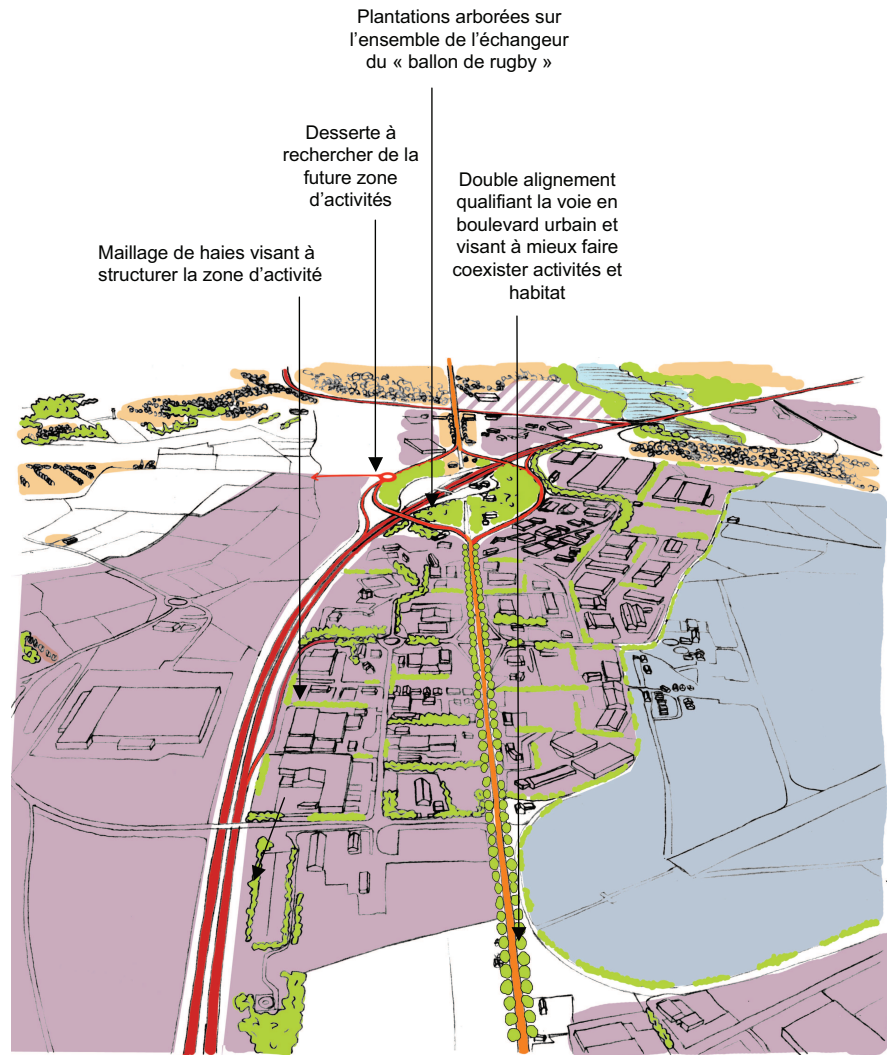 Plantations arborées sur
l’ensemble de l’échangeur
du « ballon de rugby »
Desserte à
rechercher de la
future zone
d’activités
Double alignement
qualifiant la voie en
boulevard urbain et
visant à mieux faire
coexister activités et
habitat
Maillage de haies visant à
structurer la zone d’activité